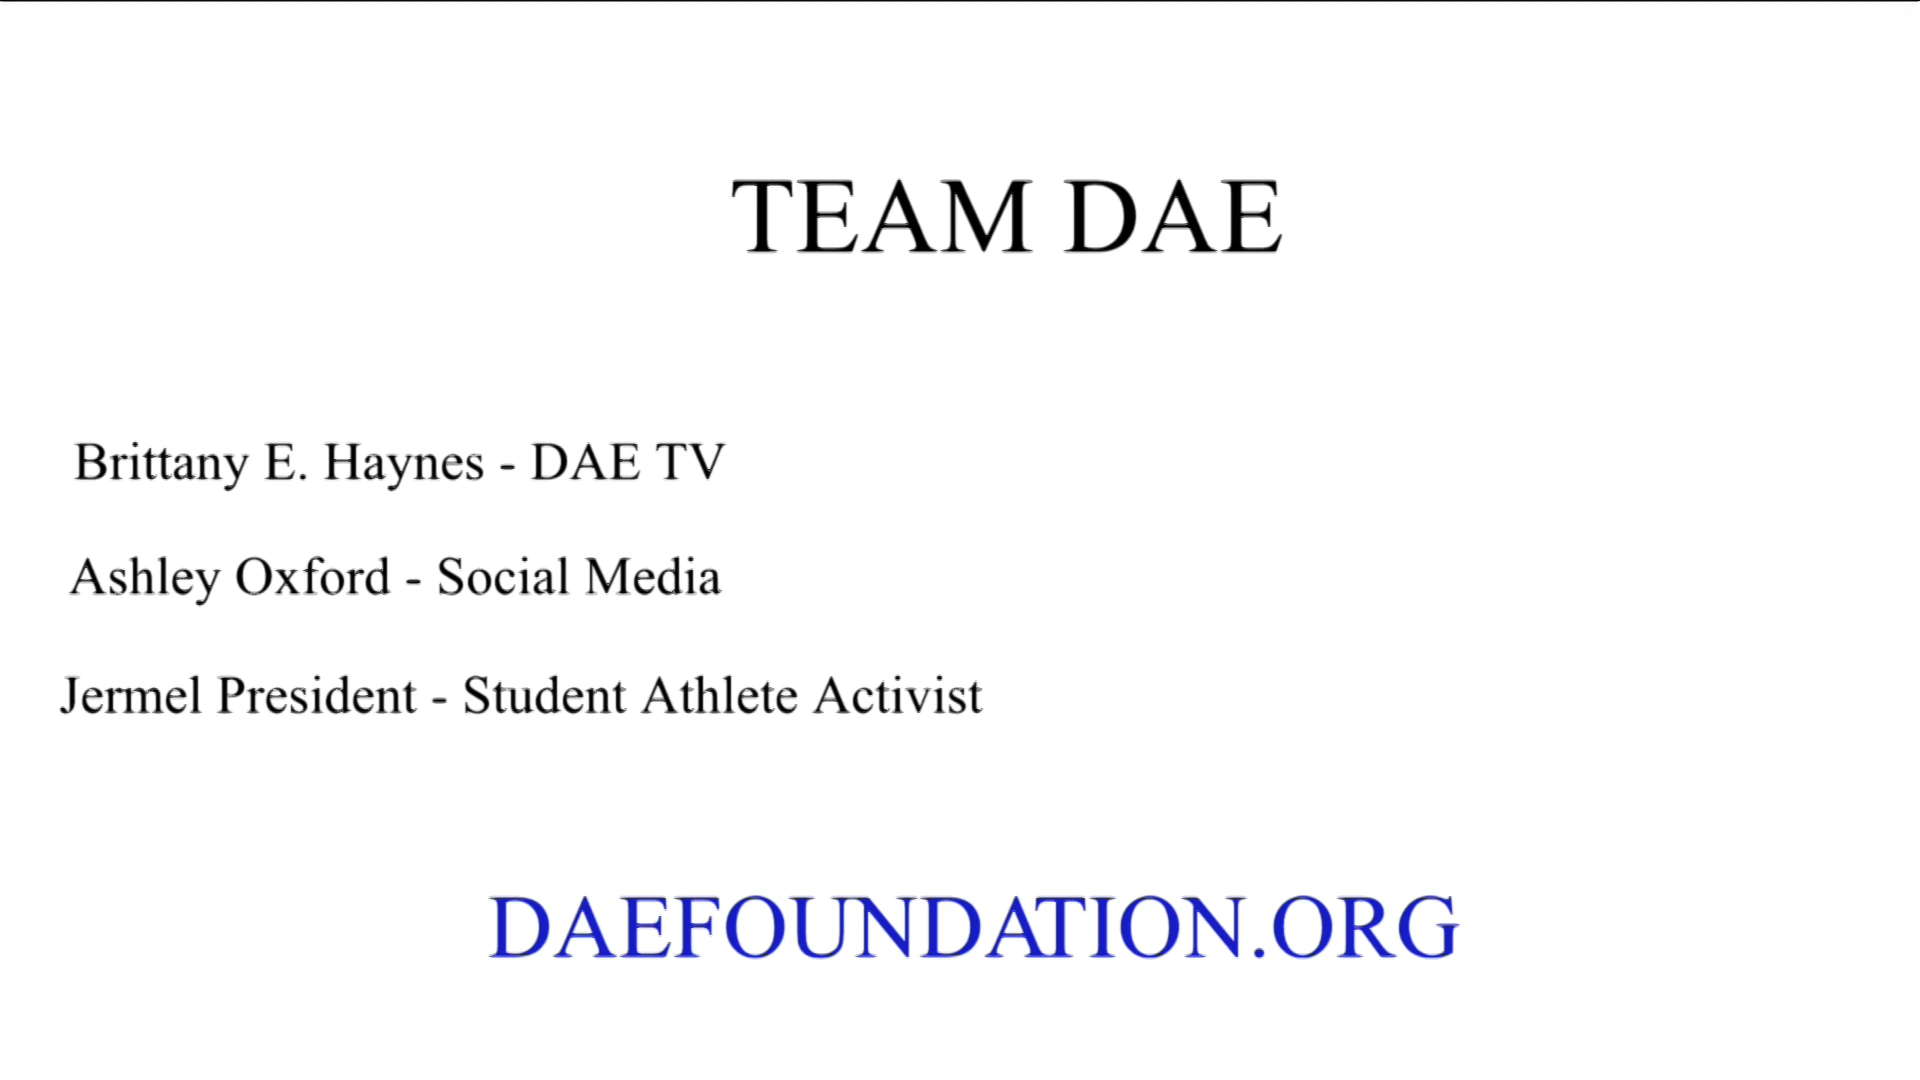 TEAM DAE
Brittany E. Haynes - DAE TV
Ashley Oxford - Social Media
Jermel President - Student Athlete Activist
DAEFOUNDATION.ORG